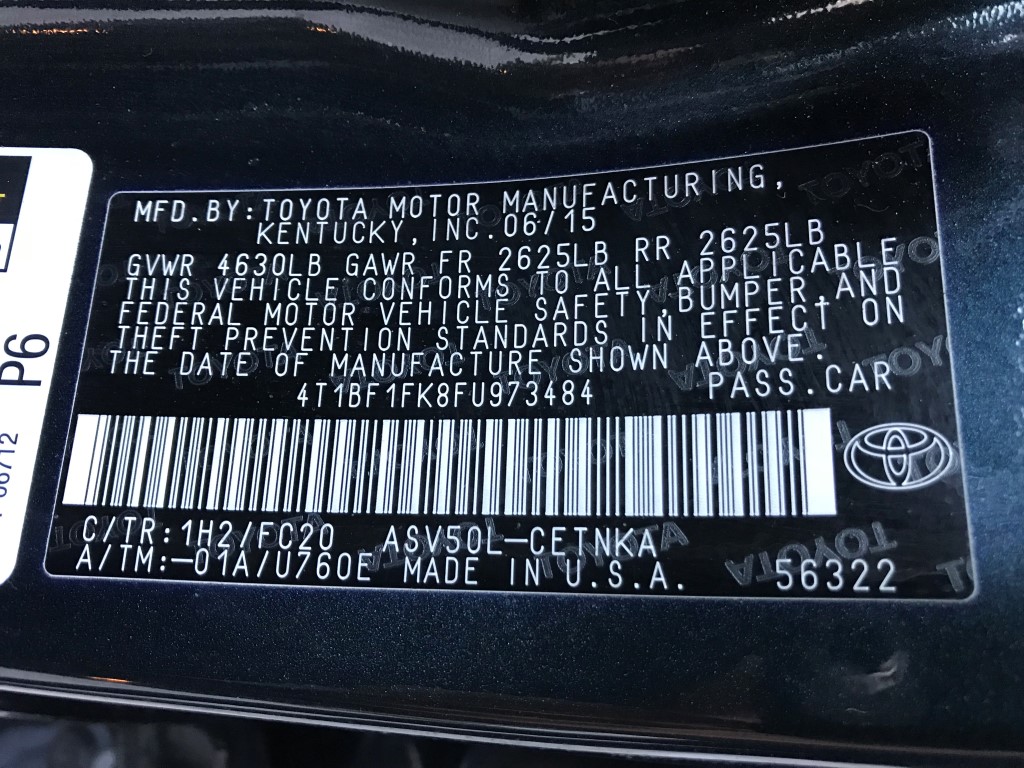 MFD.BY:TOYOTA MOTOR MANUFACTURING,
KENTUCKY,INC.06/15
GVWR 4630LB GAWR FR 2625LB RR 2625LB
THIS VEHICLE CONFORMS TO ALL APPLICABLE
FEDERAL MOTOR VEHICLE SAFETY,BUMPER,AND
THEFT PREVENTION STANDARDS IN EFFECT ON
THE DATE OF MANUFACTURE SHOWN ABOVE.
4T1BF1FK8FU973484 PASS.CAR
C/TR:1H2/FC20 ASV50L-CETNKA
A/TM:-01A/U760E MADE IN U.S.A. 56322
P6